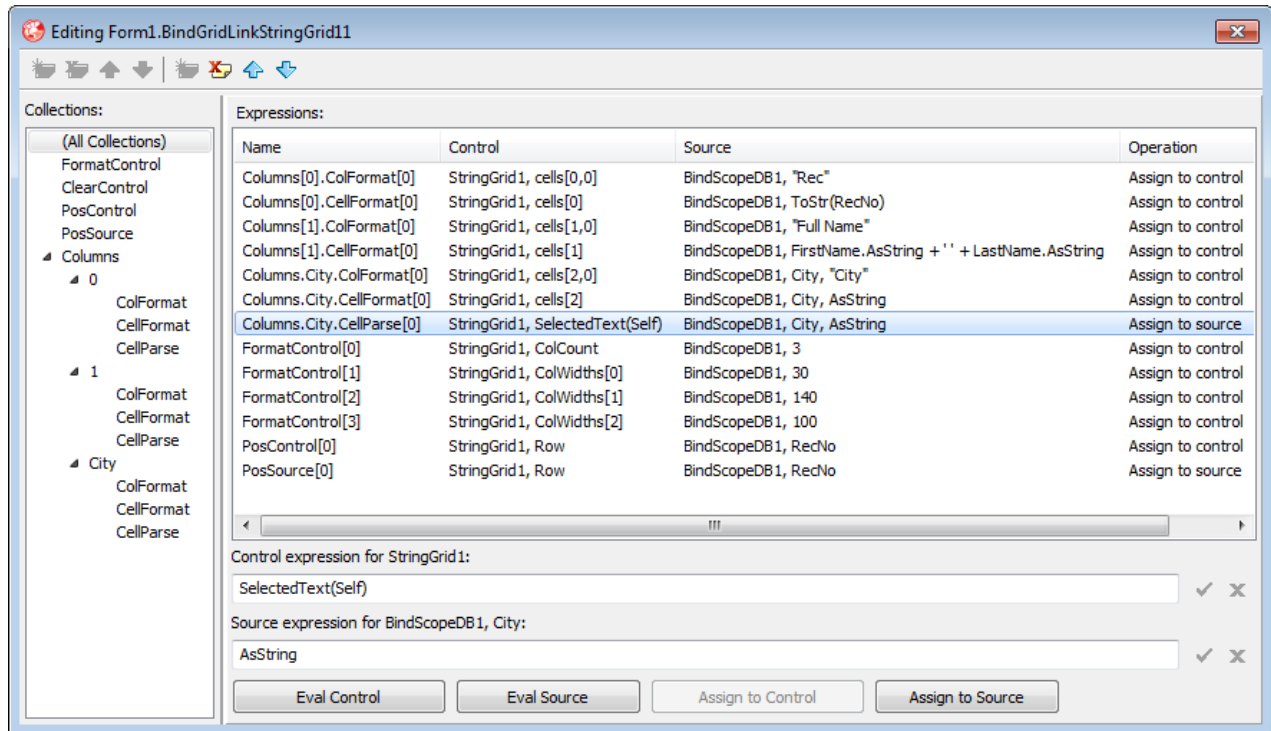 Editing Form1.BindGridLinkStringGrid11
Collections:
(All Collections)
FormatControl
ClearControl
PosControl
PosSource
Columns
0
ColFormat
CellFormat
CellParse
1
ColFormat
CellFormat
CellParse
City
ColFormat
CellFormat
CellParse
Expressions:
Name Control Source Operation
Columns[0].ColFormat[0] StringGrid1, cells[0,0] BindScopeDB1, "Rec" Assign to control
Columns[0].CellFormat[0] StringGrid1, cells[0] BindScopeDB1, ToStr(RecNo) Assign to control
Columns[1].ColFormat[0] StringGrid1, cells[1,0] BindScopeDB1, "Full Name" Assign to control
Columns[1].CellFormat[0] StringGrid1, cells[1] BindScopeDB1, FirstName.AsString + ' ' + LastName.AsString Assign to control
Columns.City.ColFormat[0] StringGrid1, cells[2,0] BindScopeDB1, City, "City" Assign to control
Columns.City.CellFormat[0] StringGrid1, cells[2] BindScopeDB1, City, AsString Assign to control
Columns.City.CellParse[0] StringGrid1, SelectedText(Self) BindScopeDB1, City, AsString Assign to source
FormatControl[0] StringGrid1, ColCount BindScopeDB1, 3 Assign to control
FormatControl[1] StringGrid1, ColWidths[0] BindScopeDB1, 30 Assign to control
FormatControl[2] StringGrid1, ColWidths[1] BindScopeDB1, 140 Assign to control
FormatControl[3] StringGrid1, ColWidths[2] BindScopeDB1, 100 Assign to control
PosControl[0] StringGrid1, Row BindScopeDB1, RecNo Assign to control
PosSource[0] StringGrid1, Row BindScopeDB1, RecNo Assign to source
Control expression for StringGrid1:
SelectedText(Self)
Source expression for BindScopeDB1, City:
AsString
Eval Control Eval Source Assign to Control Assign to Source